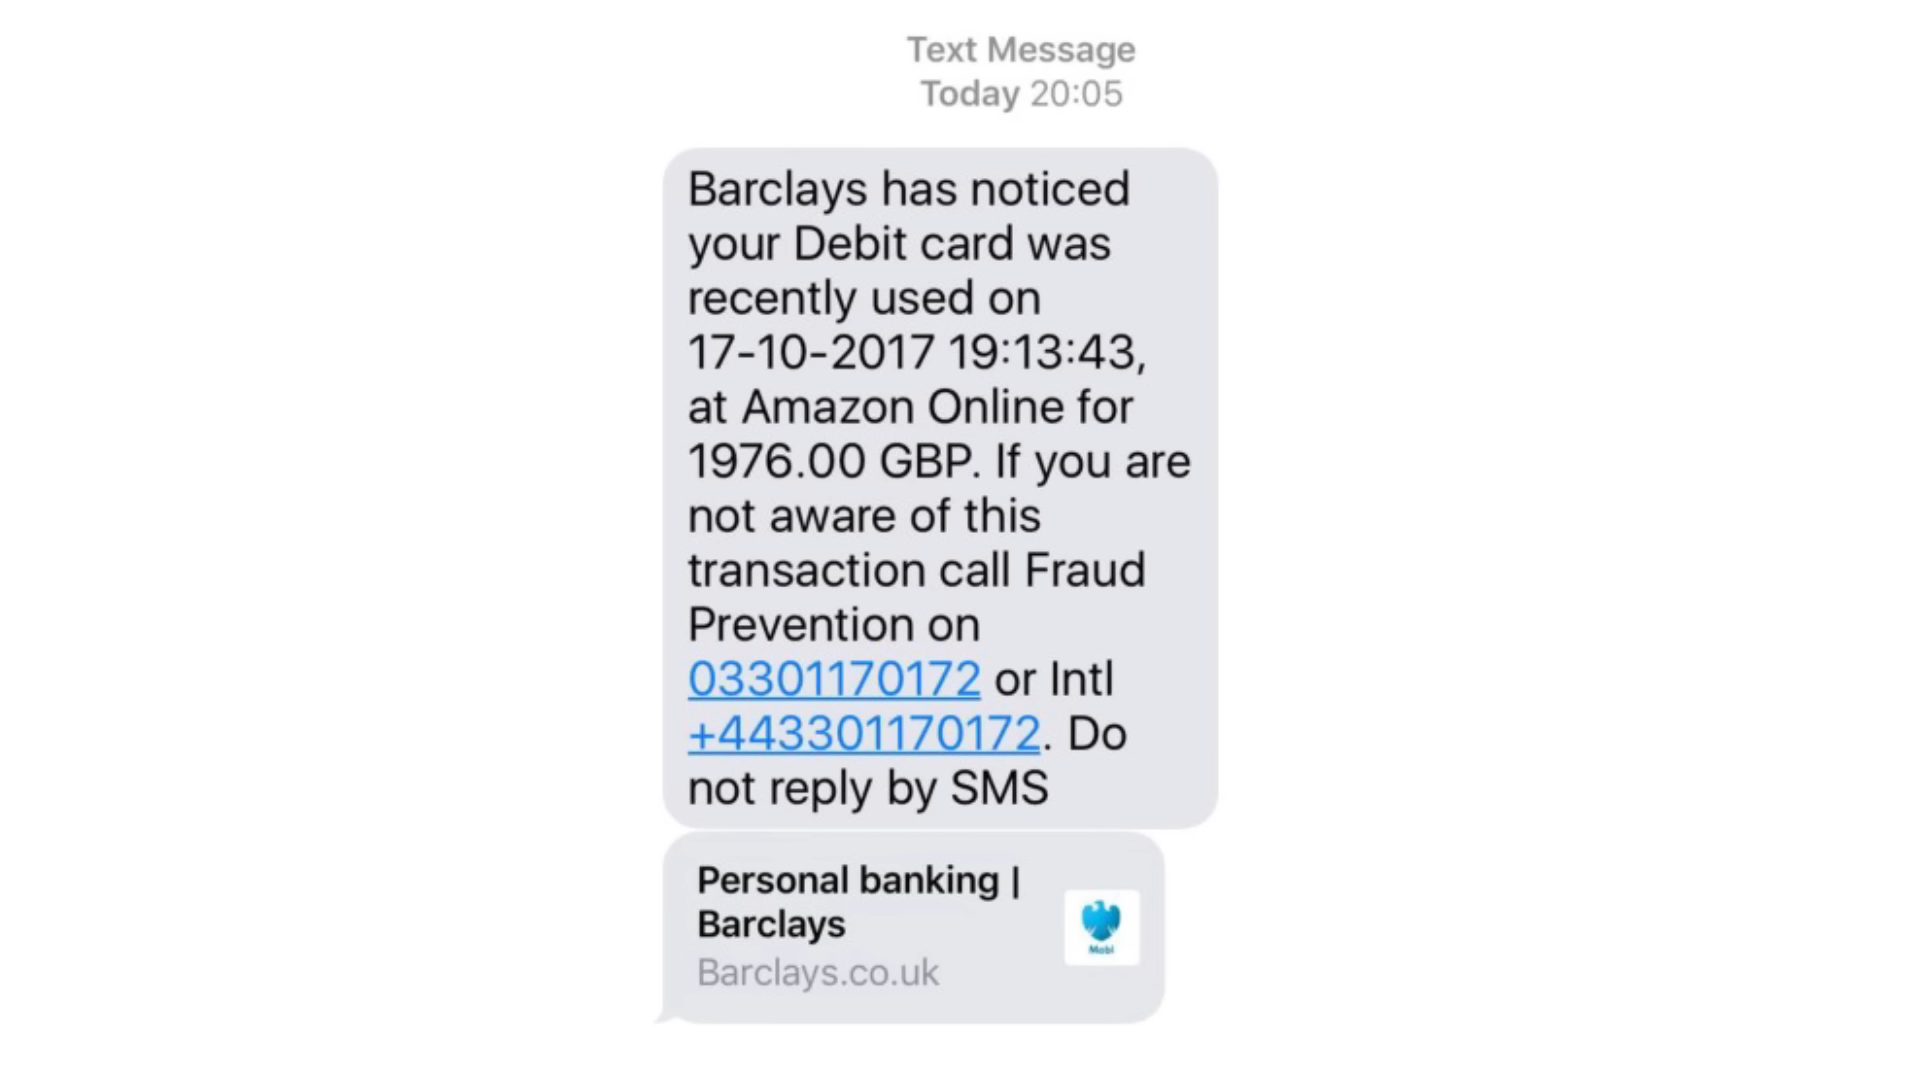 Text Message
Today 20:05
Barclays has noticed
your Debit card was
recently used on
17-10-2017 19:13:43,
at Amazon Online for
1976.00 GBP. If you are
not aware of this
transaction call Fraud
Prevention on
03301170172 or Intl
+443301170172. Do
not reply by SMS
Personal banking |
Barclays
Barclays.co.uk
Mobi